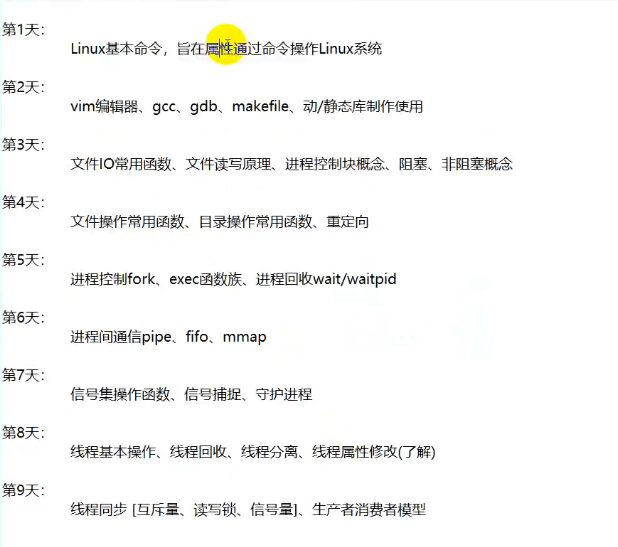 第1天：
Linux基本命令，旨在属性通过命令操作Linux系统
第2天：
vim编辑器、gcc、gdb、makefile、动/静态库制作使用
第3天：
文件IO常用函数、文件读写原理、进程控制块概念、阻塞、非阻塞概念
第4天：
文件操作常用函数、目录操作常用函数、重定向
第5天：
进程控制fork、exec函数族、进程回收wait/waitpid
第6天：
进程间通信pipe、fifo、mmap
第7天：
信号集操作函数、信号捕捉、守护进程
第8天：
线程基本操作、线程回收、线程分离、线程属性修改(了解)
第9天：
线程同步 [互斥量、读写锁、信号量]、生产者消费者模型